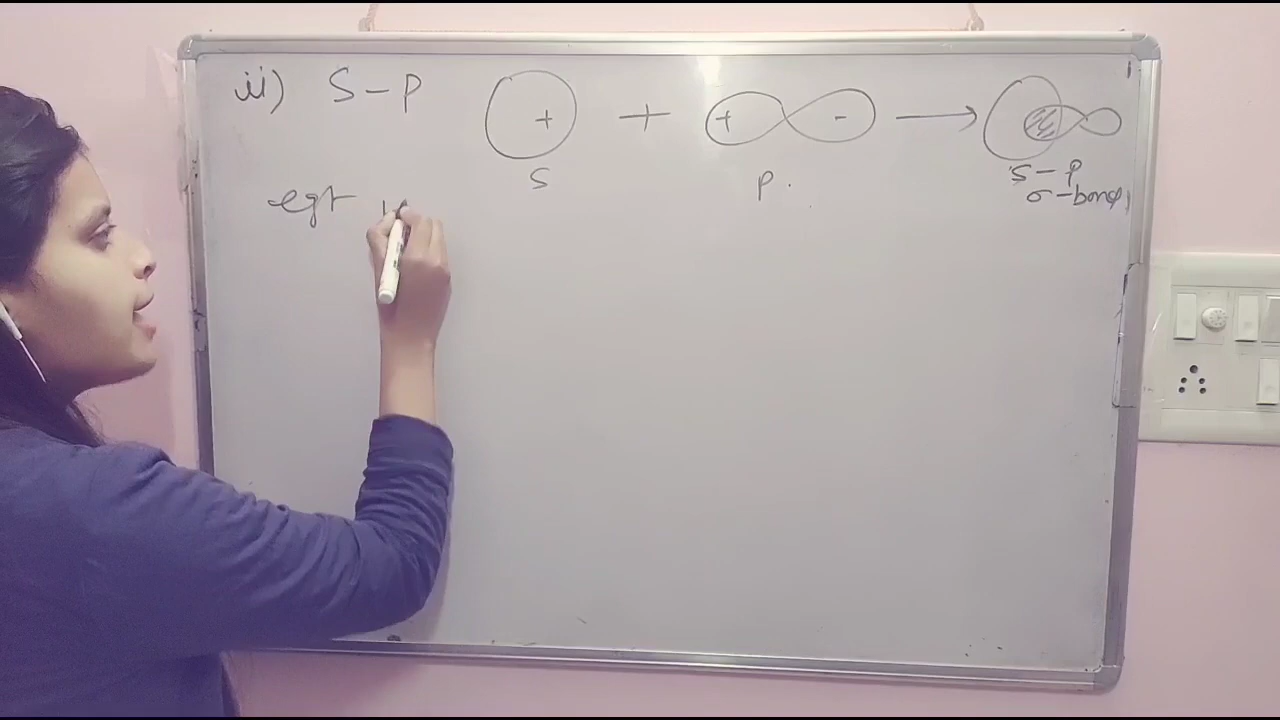 ii) S-P + + + - →
S P.
S-P
σ-bond
eg:-